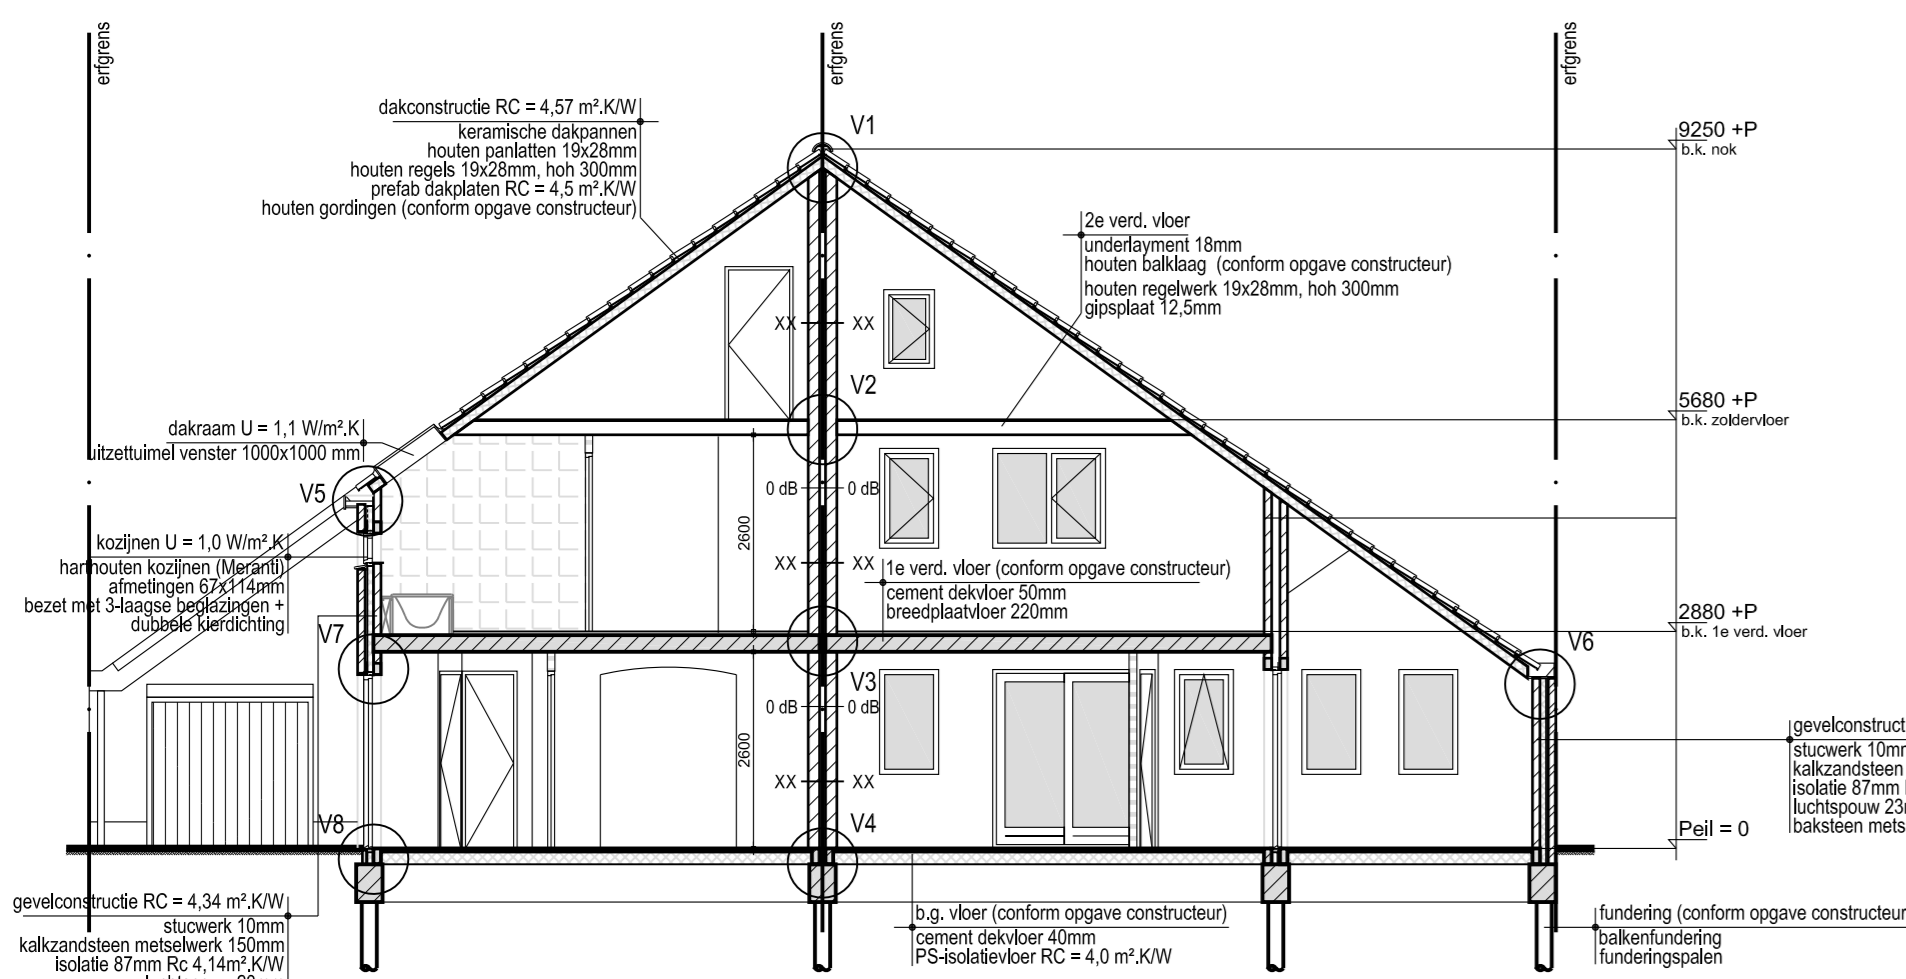 erfgrens
erfgrens
erfgrens
dakconstructie RC = 4,57 m².K/W
keramische dakpannen
houten panlatten 19x28mm
houten regels 19x28mm, hoh 300mm
prefab dakplaten RC = 4,5 m².K/W
houten gordingen (conform opgave constructeur)
V1
9250 +P
b.k. nok
2e verd. vloer
underlayment 18mm
houten balklaag (conform opgave constructeur)
houten regelwerk 19x28mm, hoh 300mm
gipsplaat 12,5mm
XX
XX
V2
5680 +P
b.k. zoldervloer
dakraam U = 1,1 W/m².K
uitzettuimel venster 1000x1000 mm
V5
0 dB
0 dB
2600
kozijnen U = 1,0 W/m².K
hardhouten kozijnen (Meranti)
afmetingen 67x114mm
bezet met 3-laagse beglazingen +
dubbele kierdichting
XX
XX
1e verd. vloer (conform opgave constructeur)
cement dekvloer 50mm
breedplaatvloer 220mm
2880 +P
b.k. 1e verd. vloer
V7
V6
V3
0 dB
0 dB
2600
XX
XX
gevelconstruct
stucwerk 10mm
kalkzandsteen
isolatie 87mm
luchtspouw 23
baksteen mets
V8
V4
Peil = 0
gevelconstructie RC = 4,34 m².K/W
stucwerk 10mm
kalkzandsteen metselwerk 150mm
isolatie 87mm Rc 4,14m².K/W
b.g. vloer (conform opgave constructeur)
cement dekvloer 40mm
PS-isolatievloer RC = 4,0 m².K/W
fundering (conform opgave constructeur
balkenfundering
funderingspalen